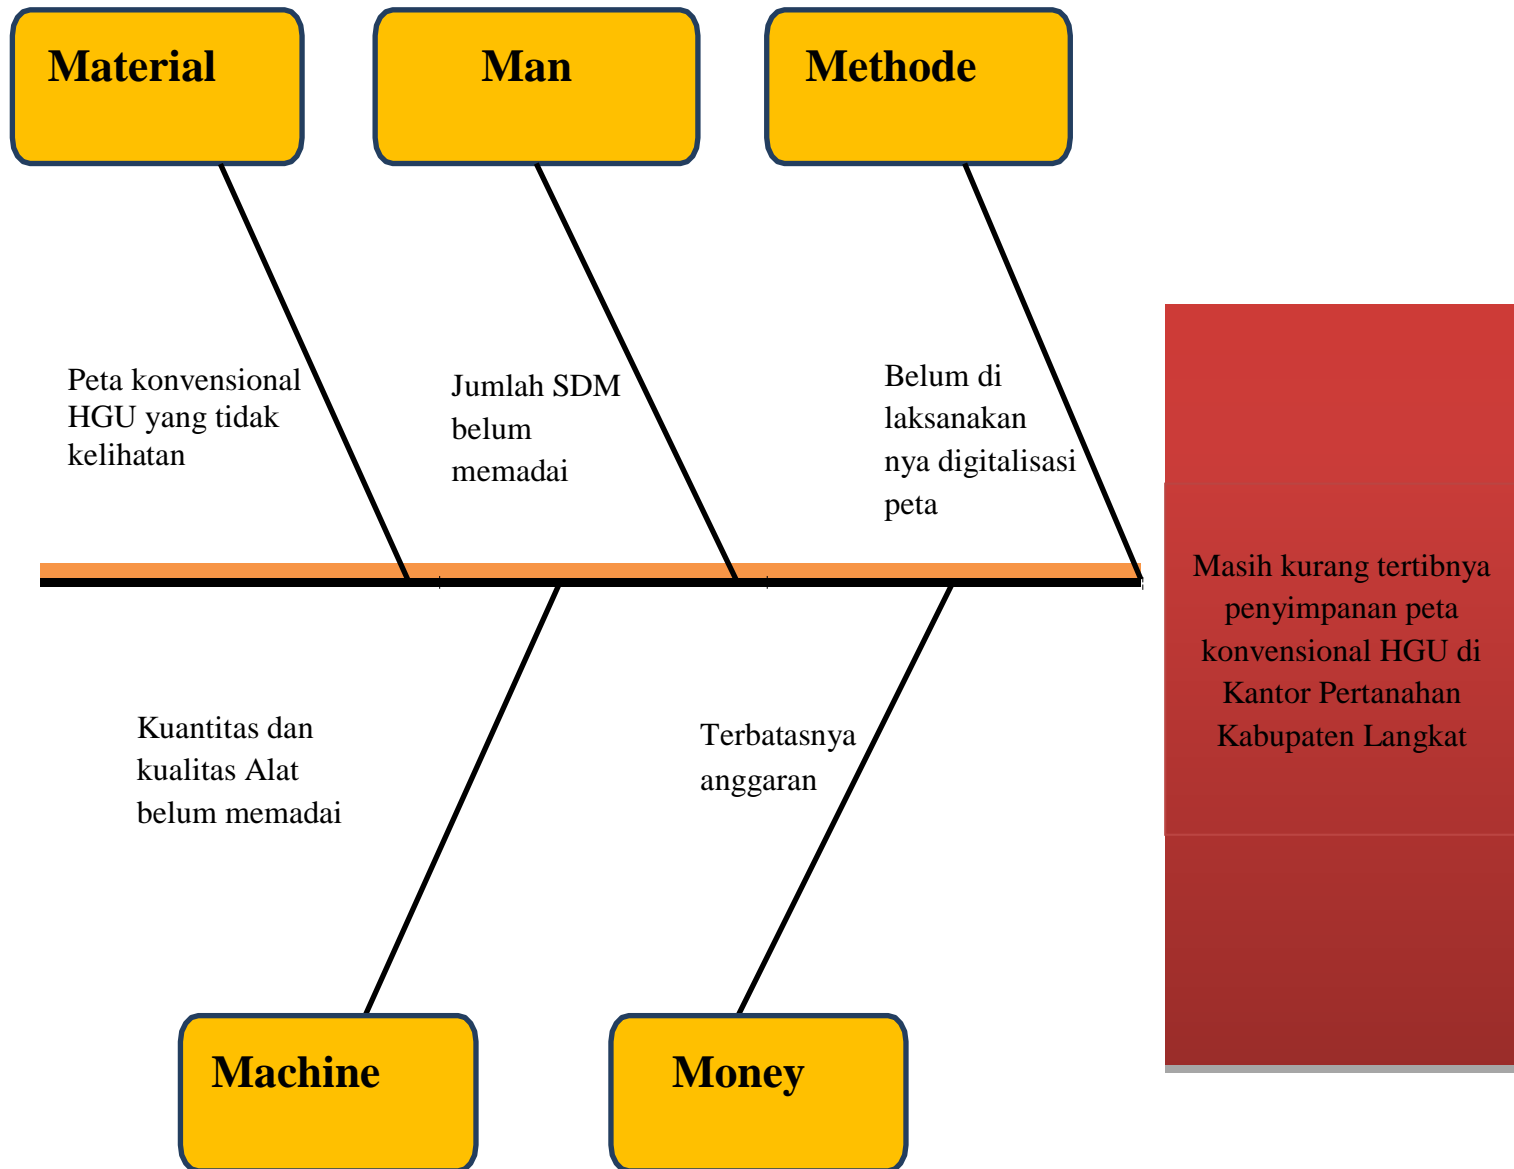 Material
Man
Methode
Peta konvensional
HGU yang tidak
kelihatan
Jumlah SDM
belum
memadai
Belum di
laksanakan
nya digitalisasi
peta
Masih kurang tertibnya
penyimpanan peta
konvensional HGU di
Kantor Pertanahan
Kabupaten Langkat
Kuantitas dan
kualitas Alat
belum memadai
Terbatasnya
anggaran
Machine
Money